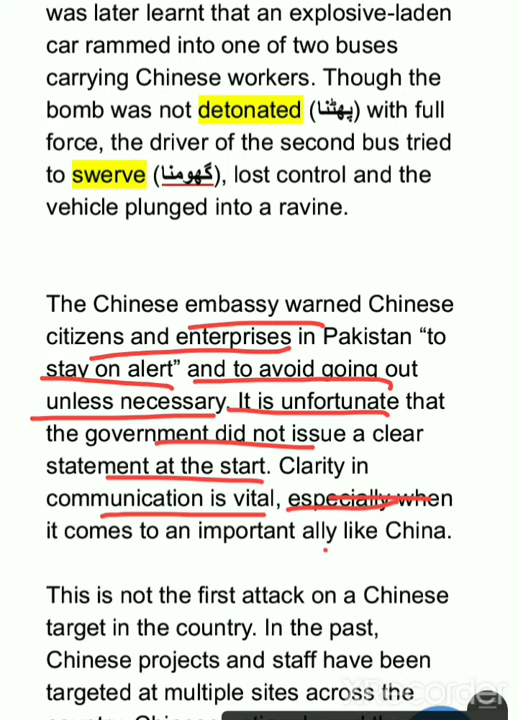 was later learnt that an explosive-laden
car rammed into one of two buses
carrying Chinese workers. Though the
bomb was not detonated (پھٹنا) with full
force, the driver of the second bus tried
to swerve (گھومنا), lost control and the
vehicle plunged into a ravine.
The Chinese embassy warned Chinese
citizens and enterprises in Pakistan “to
stay on alert” and to avoid going out
unless necessary. It is unfortunate that
the government did not issue a clear
statement at the start. Clarity in
communication is vital, especially when
it comes to an important ally like China.
This is not the first attack on a Chinese
target in the country. In the past,
Chinese projects and staff have been
targeted at multiple sites across the
XRecorder